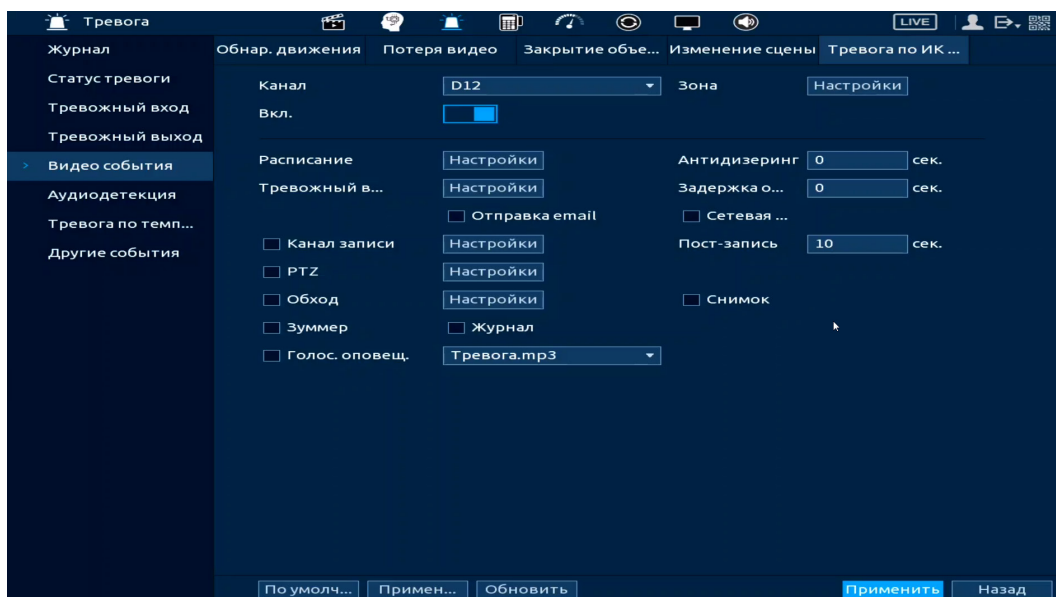 Тревога LIVE
Журнал
Статус тревоги
Тревожный вход
Тревожный выход
Видео события
Аудиодетекция
Тревога по темп...
Другие события
Обнар. движения Потеря видео Закрытие объе... Изменение сцены Тревога по ИК ...
Канал D12 Зона Настройки
Вкл.
Расписание Настройки Антидизеринг 0 сек.
Тревожный в... Настройки Задержка о... 0 сек.
Отправка email Сетевая ...
Канал записи Настройки Пост-запись 10 сек.
PTZ Настройки
Обход Настройки Снимок
Зуммер Журнал
Голос. оповещ. Тревога.mp3
По умолч... Примен... Обновить Применить Назад